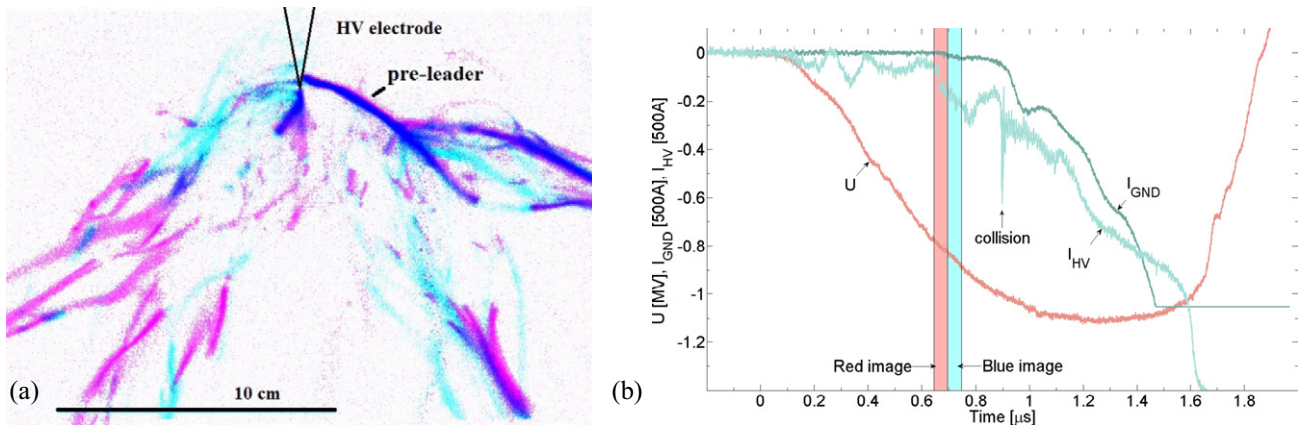 HV electrode
pre-leader
10 cm
(a)
(b)
U [MV], I_GND [500A], I_HV [500A]
0
-0.2
-0.4
-0.6
-0.8
-1
-1.2
U
collision
I_GND
I_HV
Red image
Blue image
0
0.2
0.4
0.6
0.8
1
1.2
1.4
1.6
1.8
Time [μs]